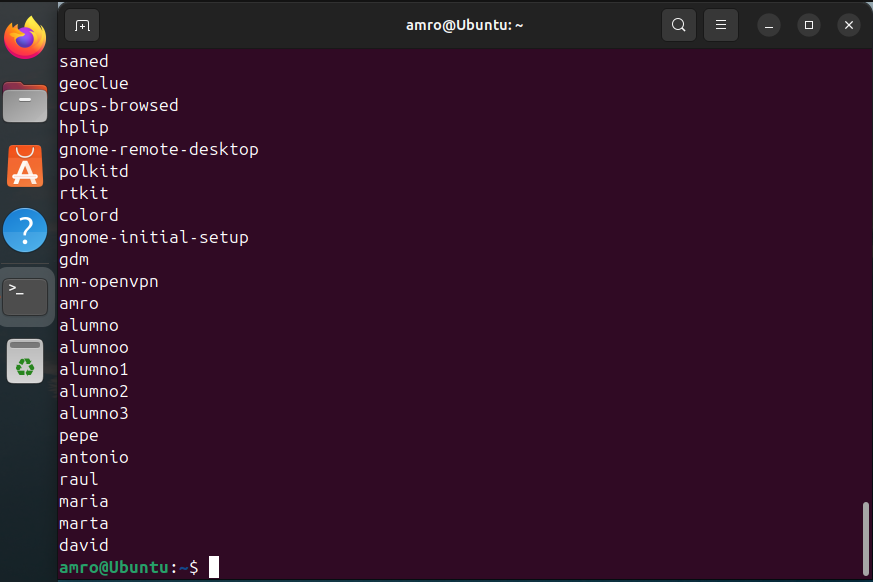 amro@Ubuntu: ~
saned
geoclue
cups-browsed
hplip
gnome-remote-desktop
polkitd
rtkit
colord
gnome-initial-setup
gdm
nm-openvpn
amro
alumno
alumnoo
alumno1
alumno2
alumno3
pepe
antonio
raul
maria
marta
david
amro@Ubuntu:~$